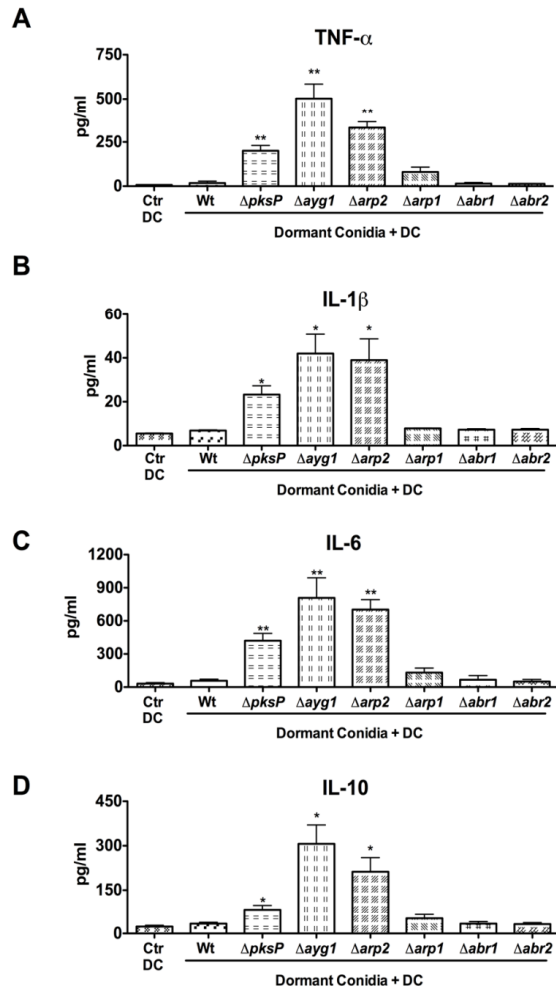 A
TNF-α
750
500
250
0
pg/ml
** ** **
Ctr DC Wt ΔpksP Δayg1 Δarp2 Δarp1 Δabr1 Δabr2
Dormant Conidia + DC
B
IL-1β
60
40
20
0
pg/ml
* * *
Ctr DC Wt ΔpksP Δayg1 Δarp2 Δarp1 Δabr1 Δabr2
Dormant Conidia + DC
C
IL-6
1200
900
600
300
0
pg/ml
** ** **
Ctr DC Wt ΔpksP Δayg1 Δarp2 Δarp1 Δabr1 Δabr2
Dormant Conidia + DC
D
IL-10
450
300
150
0
pg/ml
* * *
Ctr DC Wt ΔpksP Δayg1 Δarp2 Δarp1 Δabr1 Δabr2
Dormant Conidia + DC